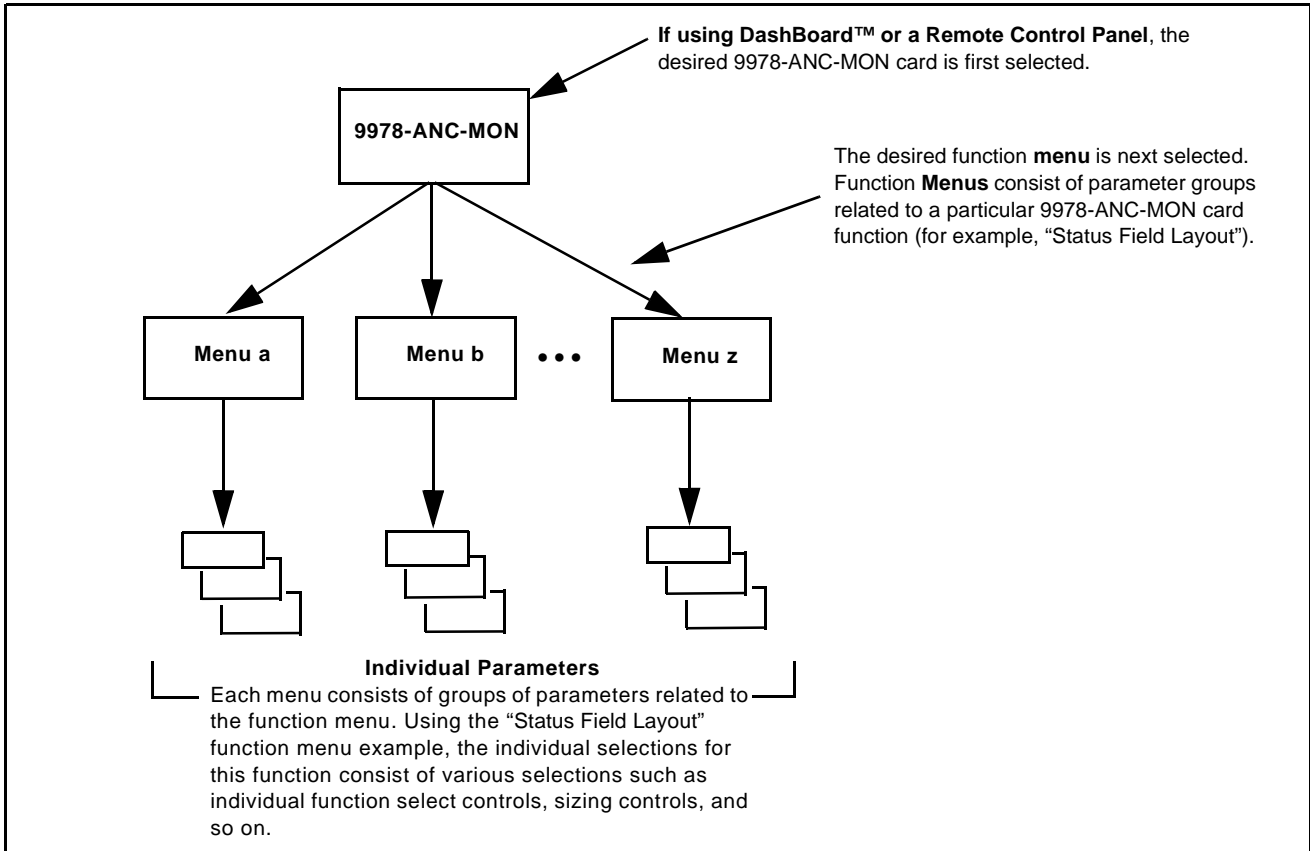 If using DashBoard™ or a Remote Control Panel, the
desired 9978-ANC-MON card is first selected.
9978-ANC-MON
The desired function menu is next selected.
Function Menus consist of parameter groups
related to a particular 9978-ANC-MON card
function (for example, “Status Field Layout”).
Menu a
Menu b
•••
Menu z
Individual Parameters
Each menu consists of groups of parameters related to
the function menu. Using the “Status Field Layout”
function menu example, the individual selections for
this function consist of various selections such as
individual function select controls, sizing controls, and
so on.